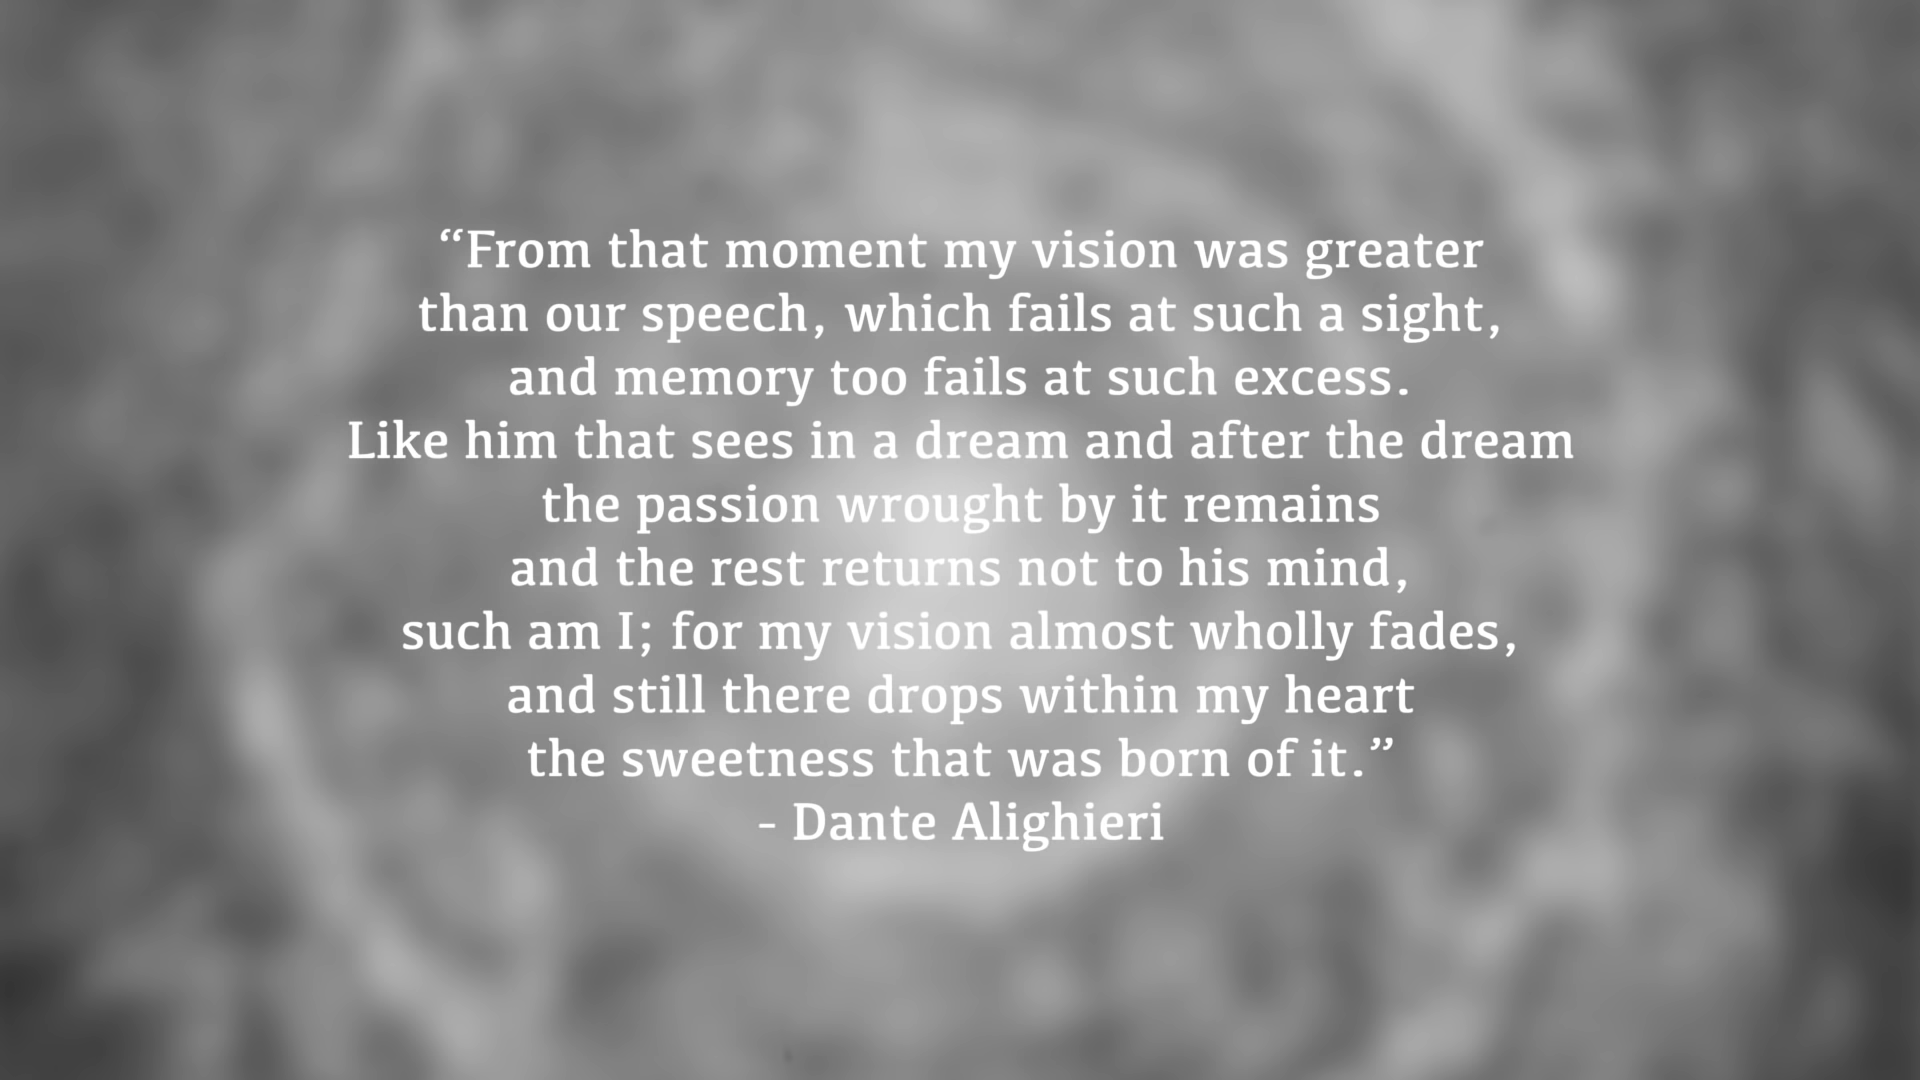 “From that moment my vision was greater
than our speech, which fails at such a sight,
and memory too fails at such excess.
Like him that sees in a dream and after the dream
the passion wrought by it remains
and the rest returns not to his mind,
such am I; for my vision almost wholly fades,
and still there drops within my heart
the sweetness that was born of it.”
- Dante Alighieri